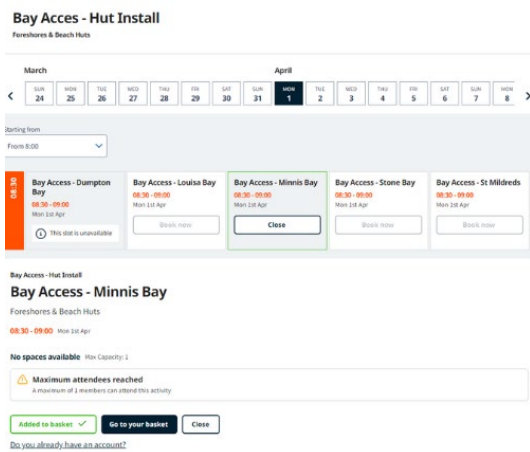 Bay Acces - Hut Install
Foreshores & Beach Huts
March April
SUN MON TUE WED THU FRI SAT SUN MON TUE WED THU FRI SAT SUN MON
24 25 26 27 28 29 30 31 1 2 3 4 5 6 7 8
Starting from
From 8:00
08:30
Bay Access - Dumpton Bay
08:30 - 09:00
Mon 1st Apr
This slot is unavailable
Bay Access - Louisa Bay
08:30 - 09:00
Mon 1st Apr
Book now
Bay Access - Minnis Bay
08:30 - 09:00
Mon 1st Apr
Close
Bay Access - Stone Bay
08:30 - 09:00
Mon 1st Apr
Book now
Bay Access - St Mildreds
08:30 - 09:00
Mon 1st Apr
Book now
Bay Access - Hut Install
Bay Access - Minnis Bay
Foreshores & Beach Huts
08:30 - 09:00 Mon 1st Apr
No spaces available Max Capacity: 1
Maximum attendees reached
A maximum of 1 members can attend this activity
Added to basket Go to your basket Close
Do you already have an account?